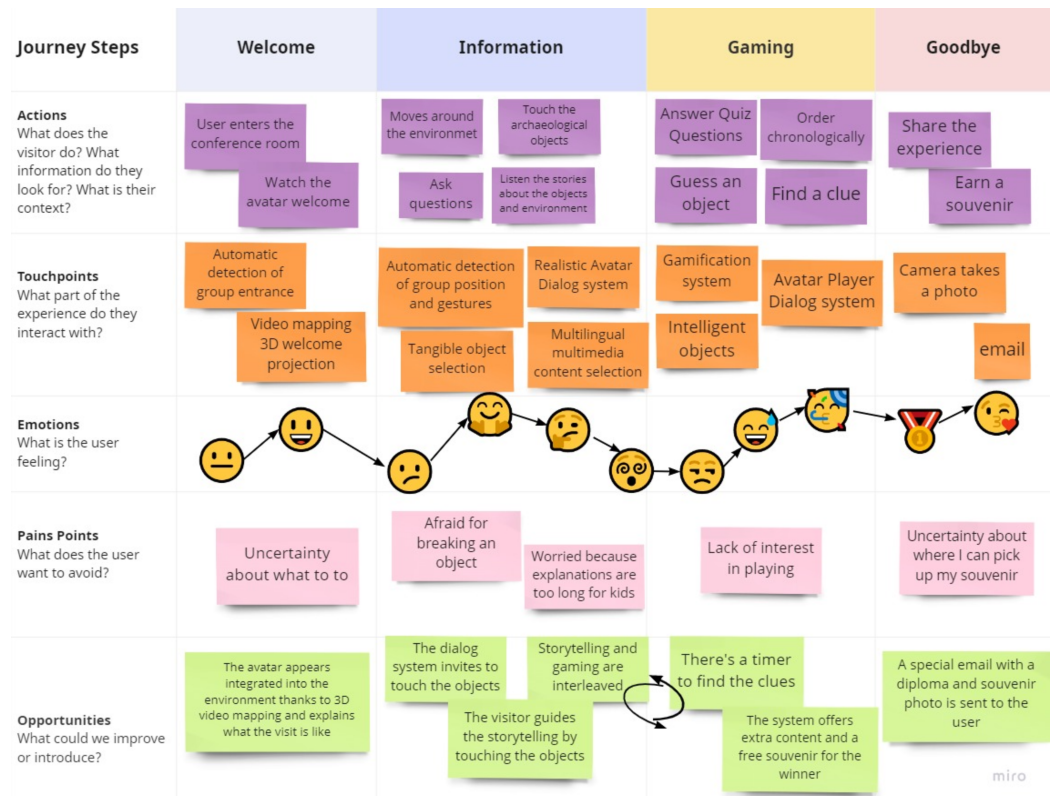 Journey Steps
Welcome
Information
Gaming
Goodbye
Actions
What does the
visitor do? What
information do they
look for? What is their
context?
User enters the
conference room
Watch the
avatar welcome
Moves around
the environmet
Touch the
archaeological
objects
Ask
questions
Listen the stories
about the objects
and environment
Answer Quiz
Questions
Order
chronologically
Guess an
object
Find a clue
Share the
experience
Earn a
souvenir
Touchpoints
What part of the
experience do they
interact with?
Automatic
detection of
group entrance
Video mapping
3D welcome
projection
Automatic detection
of group position
and gestures
Realistic Avatar
Dialog system
Tangible object
selection
Multilingual
multimedia
content selection
Gamification
system
Avatar Player
Dialog system
Intelligent
objects
Camera takes
a photo
email
Emotions
What is the user
feeling?
1
Pains Points
What does the user
want to avoid?
Uncertainty
about what to to
Afraid for
breaking an
object
Worried because
explanations are
too long for kids
Lack of interest
in playing
Uncertainty about
where I can pick
up my souvenir
Opportunities
What could we improve
or introduce?
The avatar appears
integrated into the
environment thanks to 3D
video mapping and explains
what the visit is like
The dialog
system invites to
touch the objects
Storytelling and
gaming are
interleaved
The visitor guides
the storytelling by
touching the objects
There's a timer
to find the clues
The system offers
extra content and a
free souvenir for the
winner
A special email with a
diploma and souvenir
photo is sent to the
user
miro